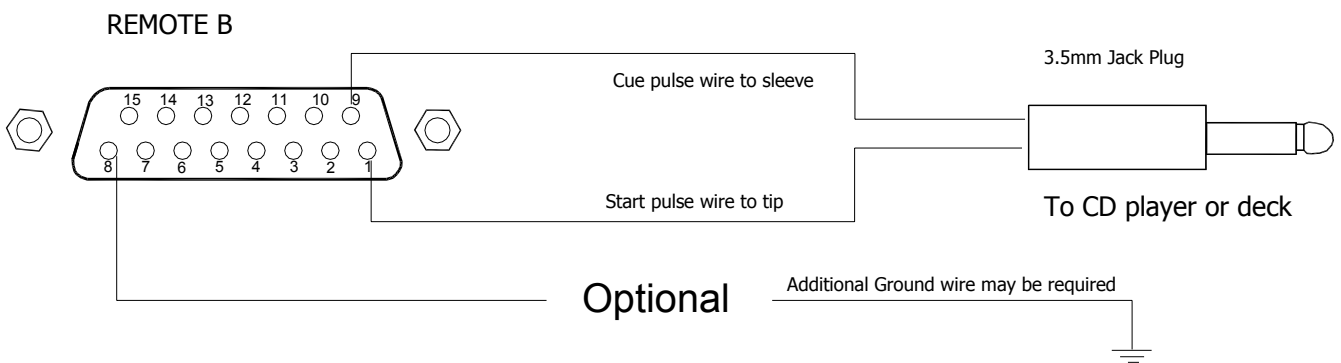 REMOTE B
3.5mm Jack Plug
Cue pulse wire to sleeve
15 14 13 12 11 10 9
8 7 6 5 4 3 2 1
Start pulse wire to tip
To CD player or deck
Optional
Additional Ground wire may be required